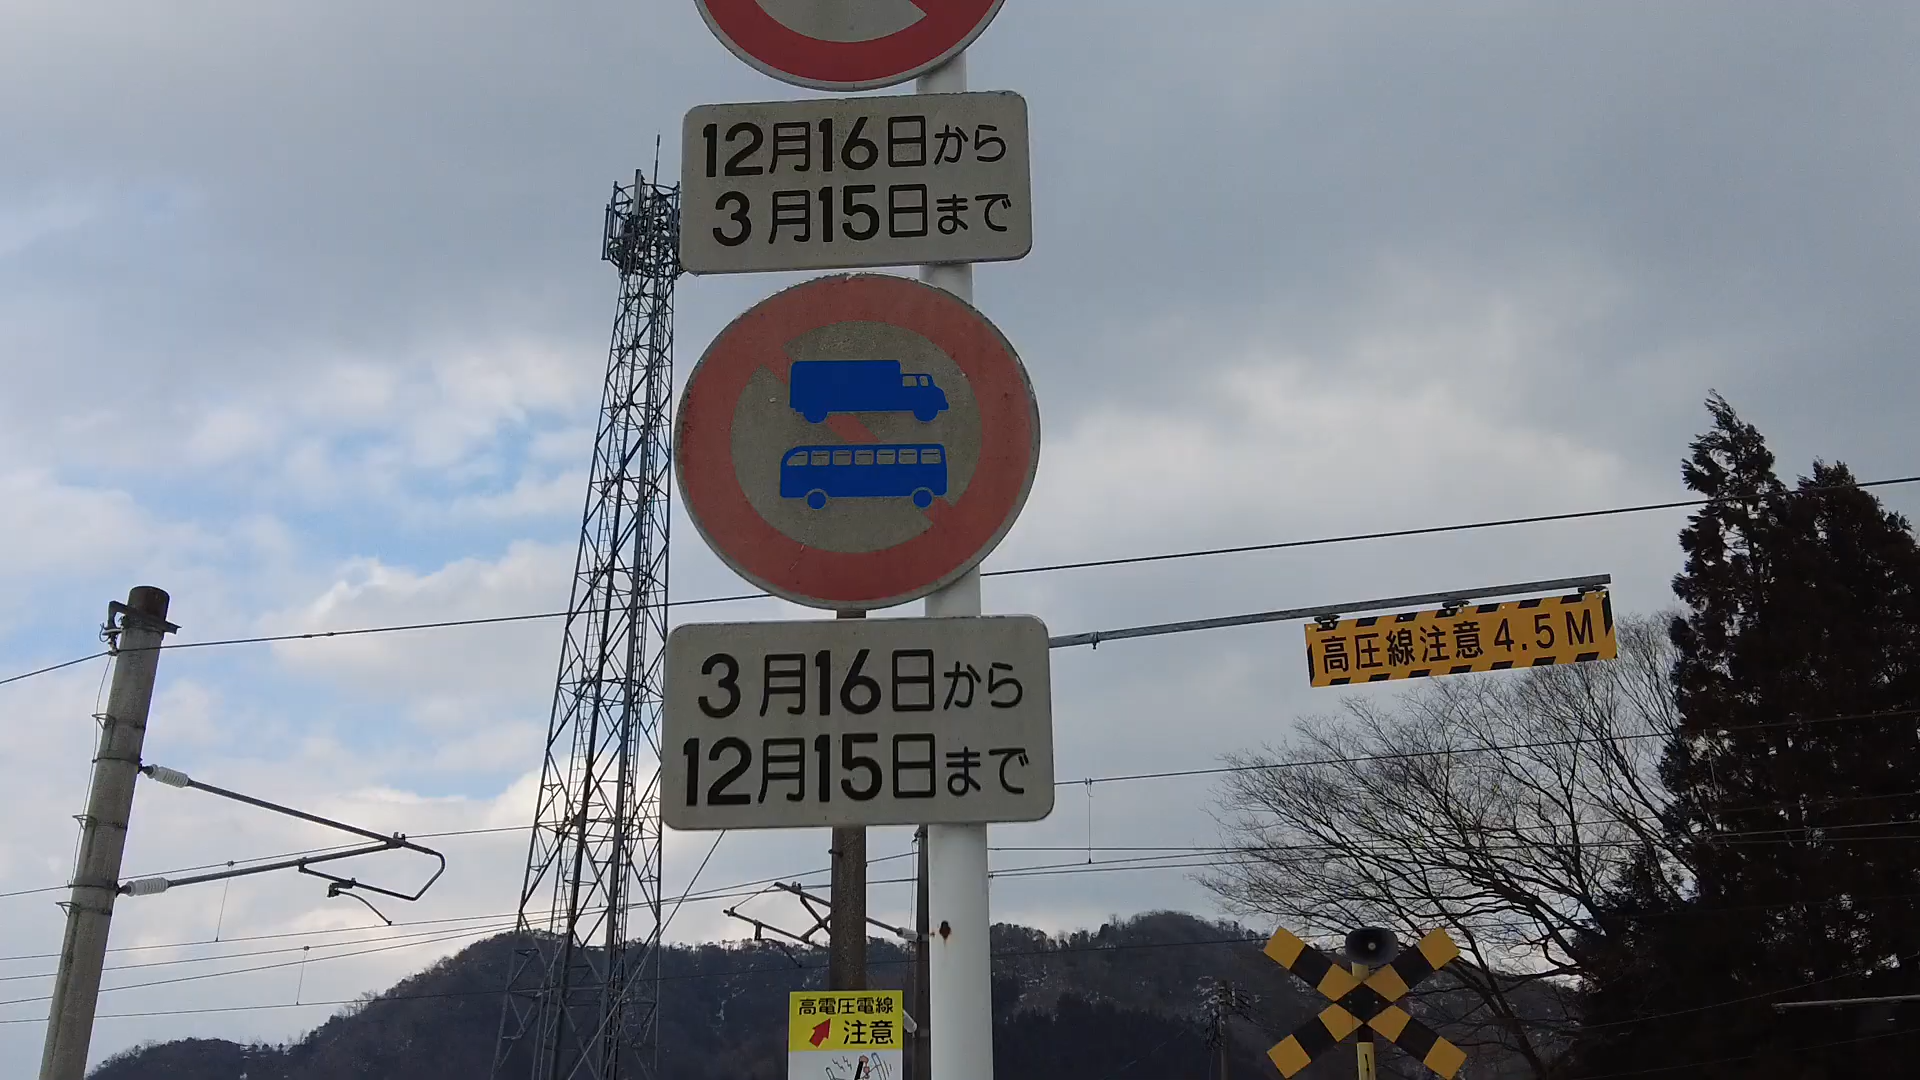 12月16日から
3月15日まで
3月16日から
12月15日まで
高圧線注意4.5M
高電圧電線
注意